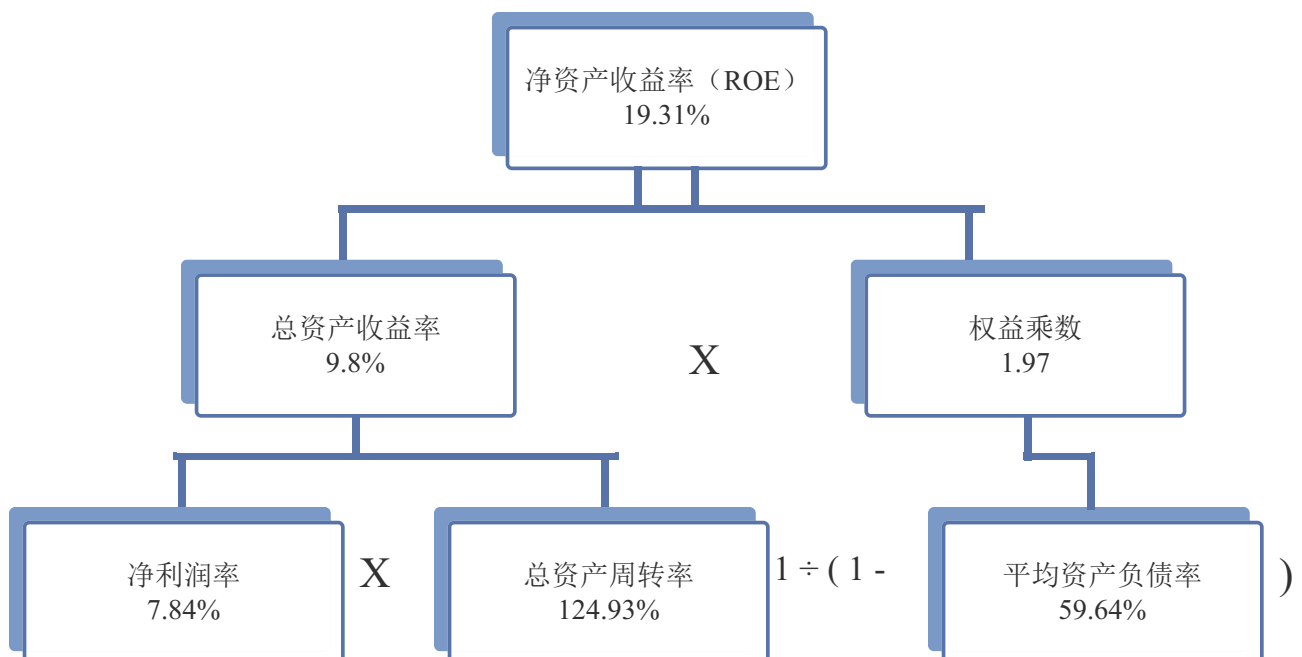 净资产收益率（ROE）
19.31%
总资产收益率
9.8%
X
权益乘数
1.97
净利润率
7.84%
X
总资产周转率
124.93%
1 ÷ ( 1 -
平均资产负债率
59.64%
)